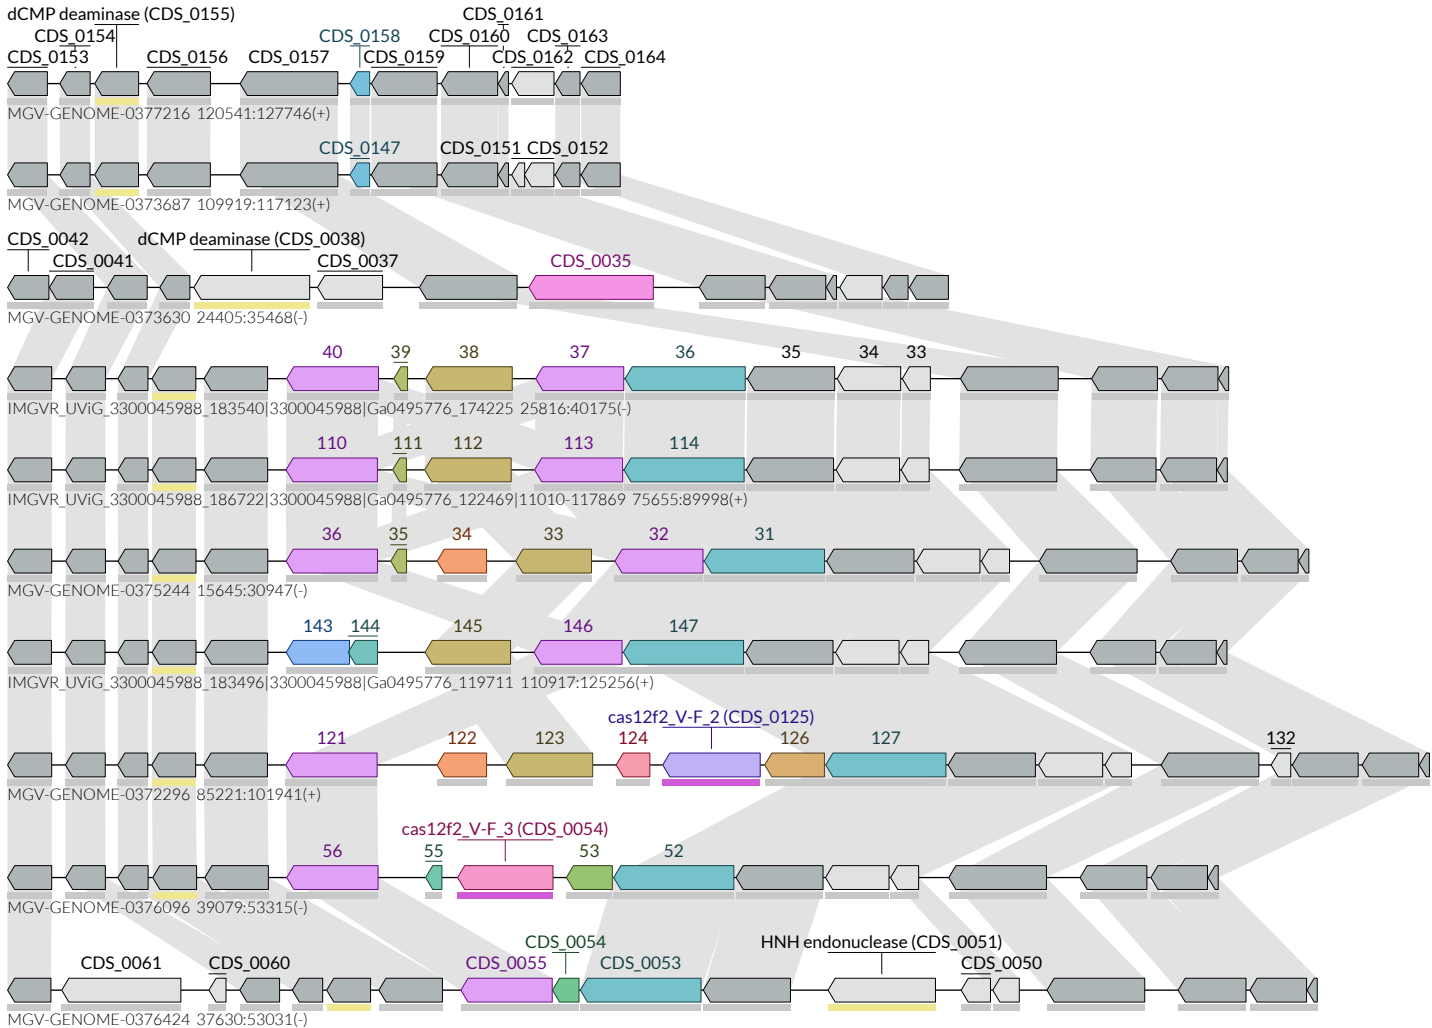 dCMP deaminase (CDS_0155) CDS_0161
CDS_0154 CDS_0158 CDS_0160 CDS_0163
CDS_0153 CDS_0156 CDS_0157 CDS_0159 CDS_0162 CDS_0164
MGV-GENOME-0377216 120541:127746(+)
CDS_0147 CDS_0151 CDS_0152
MGV-GENOME-0373687 109919:117123(+)
CDS_0042 dCMP deaminase (CDS_0038)
CDS_0041 CDS_0037 CDS_0035
MGV-GENOME-0373630 24405:35468(-)
40 39 38 37 36 35 34 33
IMGVR_UViG_3300045988_183540|3300045988|Ga0495776_174225 25816:40175(-)
110 111 112 113 114
IMGVR_UViG_3300045988_186722|3300045988|Ga0495776_122469|11010-117869 75655:89998(+)
36 35 34 33 32 31
MGV-GENOME-0375244 15645:30947(-)
143 144 145 146 147
IMGVR_UViG_3300045988_183496|3300045988|Ga0495776_119711 110917:125256(+)
cas12f2_V-F_2 (CDS_0125)
121 122 123 124 126 127 132
MGV-GENOME-0372296 85221:101941(+)
cas12f2_V-F_3 (CDS_0054)
56 55 53 52
MGV-GENOME-0376096 39079:53315(-)
CDS_0054 HNH endonuclease (CDS_0051)
CDS_0061 CDS_0060 CDS_0055 CDS_0053 CDS_0050
MGV-GENOME-0376424 37630:53031(-)